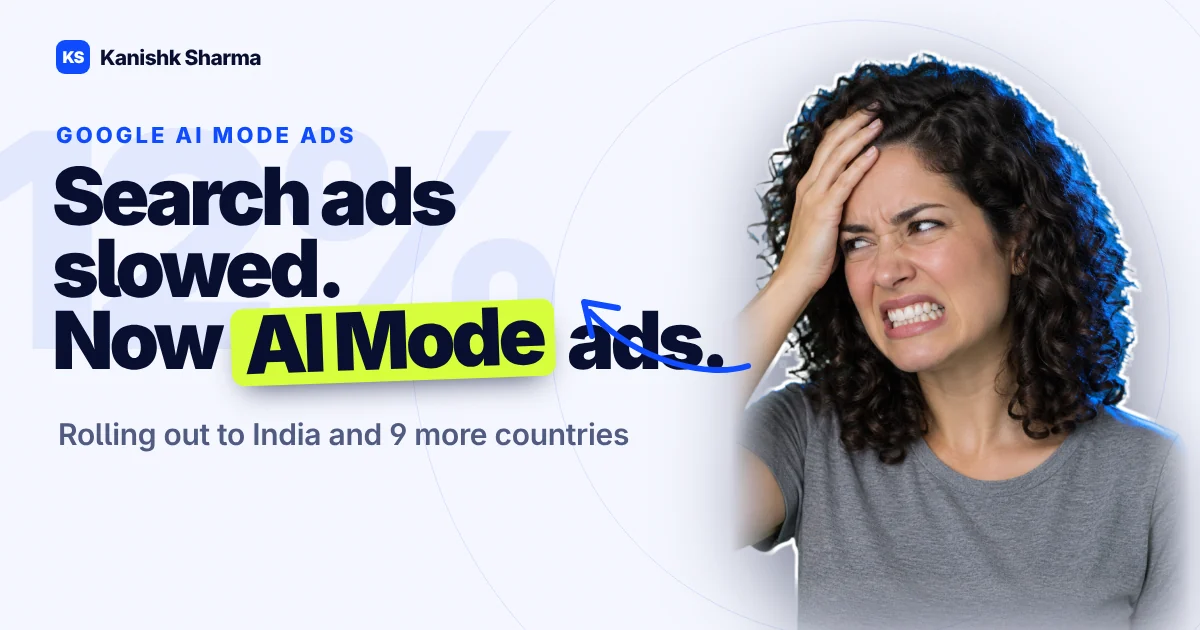 KS Kanishk Sharma
GOOGLE AI MODE ADS
12%
Search ads
slowed.
Now AI Mode ads.
Rolling out to India and 9 more countries